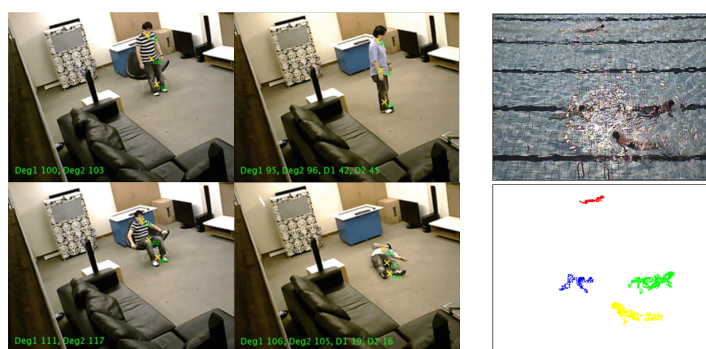 Deg1 100, Deg2 103
Deg1 95, Deg2 96, D1 42, D2 45
Deg1 111, Deg2 117
Deg1 106, Deg2 105, D1 19, D2 16